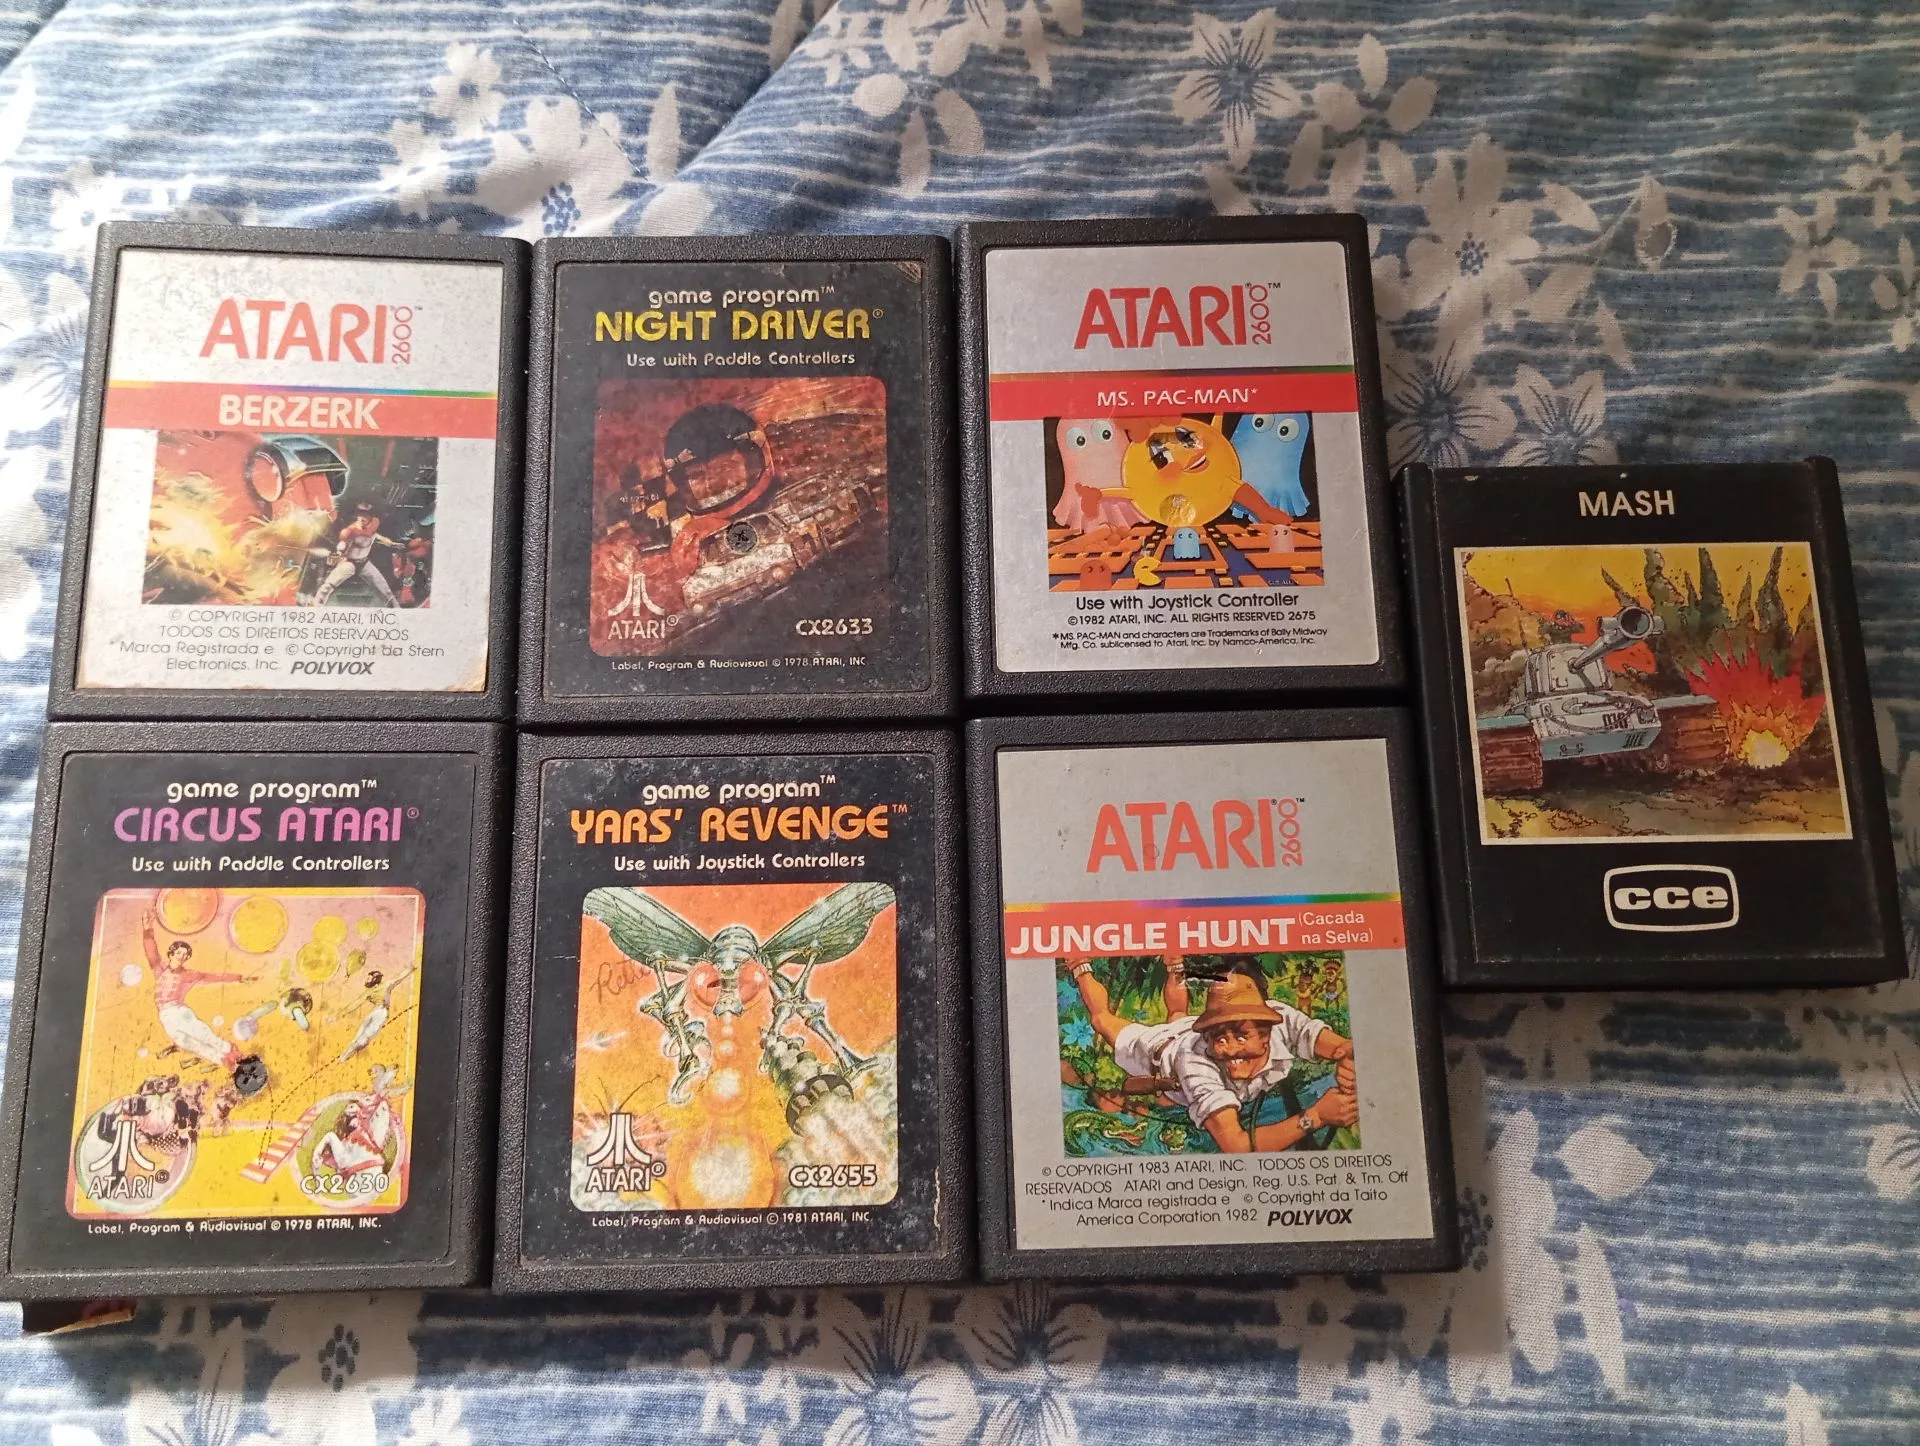 ATARI 2600™
BERZERK
© COPYRIGHT 1982 ATARI, INC
TODOS OS DIREITOS RESERVADOS
*Marca Registrada e © Copyright da Stern
Electronics, Inc. POLYVOX
game program™
NIGHT DRIVER®
Use with Paddle Controllers
ATARI® CX2633
Label, Program & Audiovisual © 1978 ATARI, INC.
ATARI® 2600™
MS. PAC-MAN*
Use with Joystick Controller
©1982 ATARI, INC. ALL RIGHTS RESERVED 2675
*MS. PAC-MAN and characters are Trademarks of Bally Midway
Mfg. Co. sublicensed to Atari, Inc. by Namco-America, Inc.
MASH
cce
game program™
CIRCUS ATARI®
Use with Paddle Controllers
ATARI® CX2630
Label, Program & Audiovisual © 1978 ATARI, INC.
game program™
YARS' REVENGE™
Use with Joystick Controllers
ATARI® CX2655
Label, Program & Audiovisual © 1981 ATARI, INC.
ATARI® 2600™
JUNGLE HUNT (Cacada
na Selva)
© COPYRIGHT 1983 ATARI, INC. TODOS OS DIREITOS
RESERVADOS ATARI and Design, Reg. U.S. Pat. & Tm. Off
* Indica Marca registrada e © Copyright da Taito
America Corporation 1982 POLYVOX